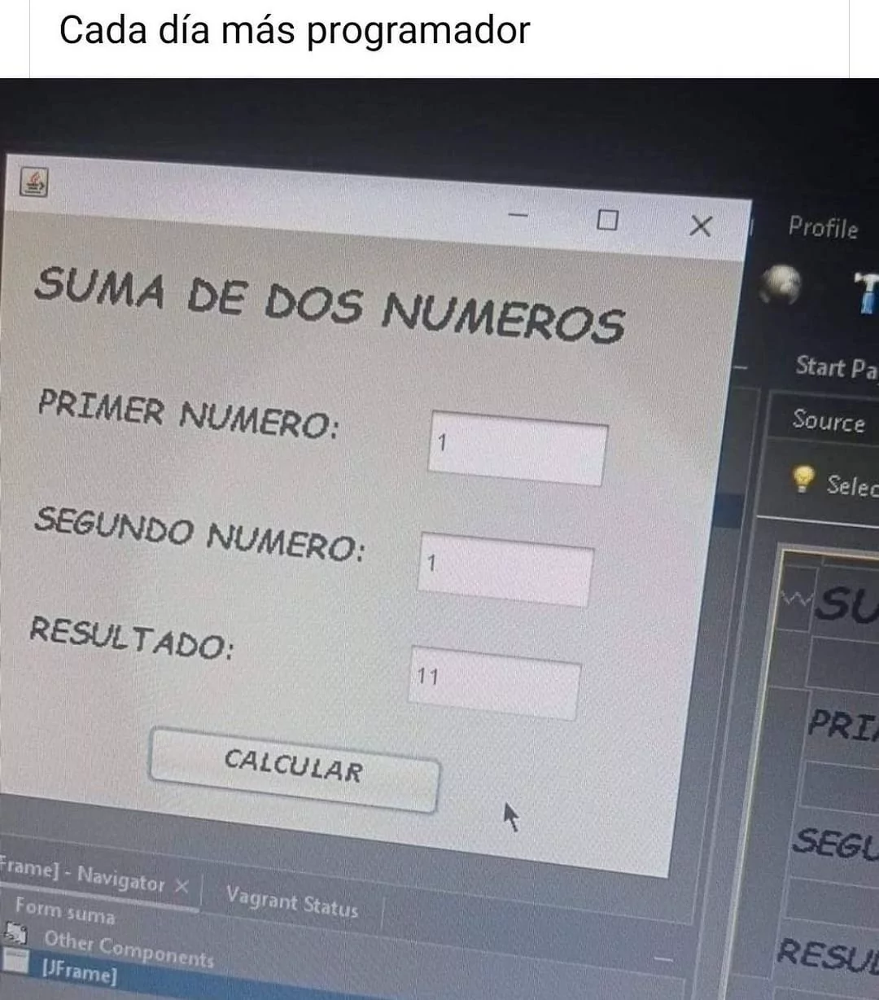 Cada día más programador
Profile
SUMA DE DOS NUMEROS
Start Pa
PRIMER NUMERO:
1
Source
Selec
SEGUNDO NUMERO:
1
SU
RESULTADO:
11
PRI
CALCULAR
SEGU
Frame] - Navigator
Vagrant Status
Form suma
Other Components
[JFrame]
RESUL